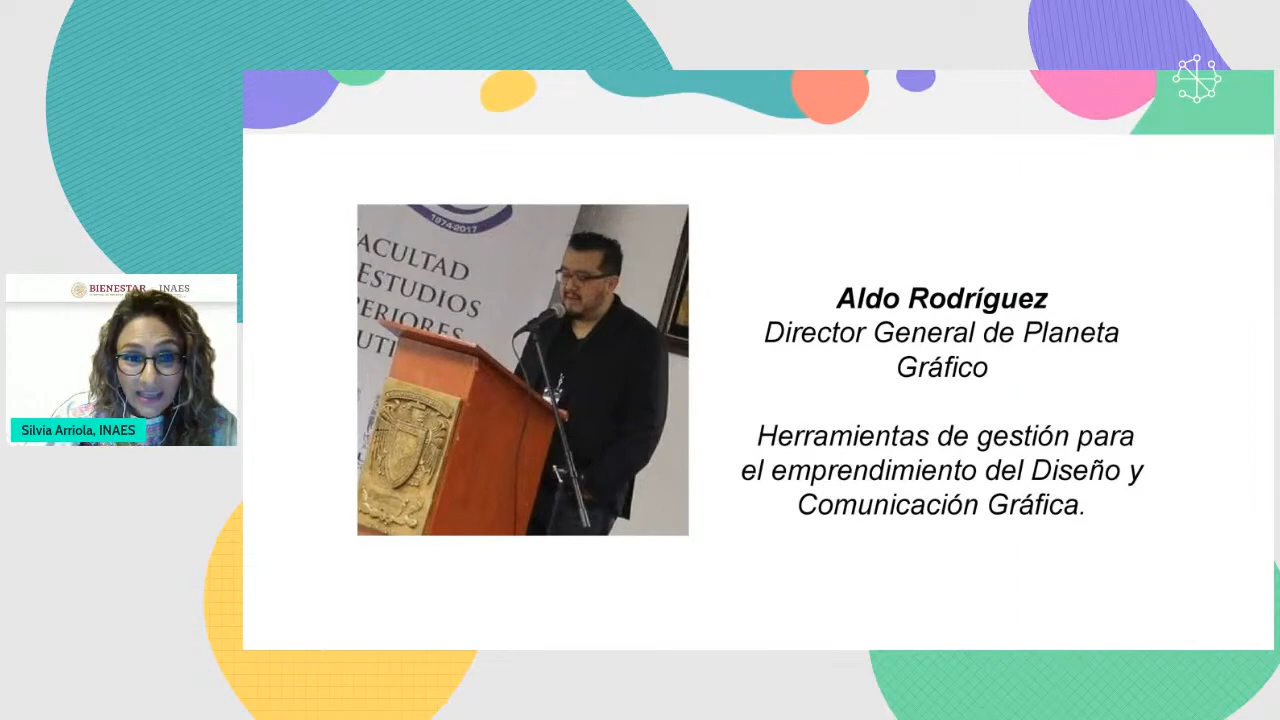 BIENESTAR
INAES
Silvia Arriola, INAES
1974-2017
FACULTAD
ESTUDIOS
Aldo Rodríguez
Director General de Planeta
Gráfico
Herramientas de gestión para
el emprendimiento del Diseño y
Comunicación Gráfica.